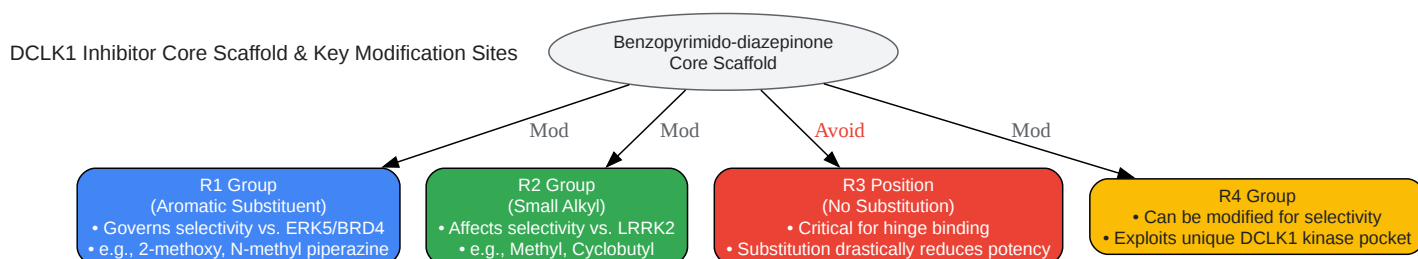 DCLK1 Inhibitor Core Scaffold & Key Modification Sites
Benzopyrimido-diazepinone
Core Scaffold
Mod
Mod
Avoid
Mod
R1 Group
(Aromatic Substituent)
• Governs selectivity vs. ERK5/BRD4
• e.g., 2-methoxy, N-methyl piperazine
R2 Group
(Small Alkyl)
• Affects selectivity vs. LRRK2
• e.g., Methyl, Cyclobutyl
R3 Position
(No Substitution)
• Critical for hinge binding
• Substitution drastically reduces potency
R4 Group
• Can be modified for selectivity
• Exploits unique DCLK1 kinase pocket